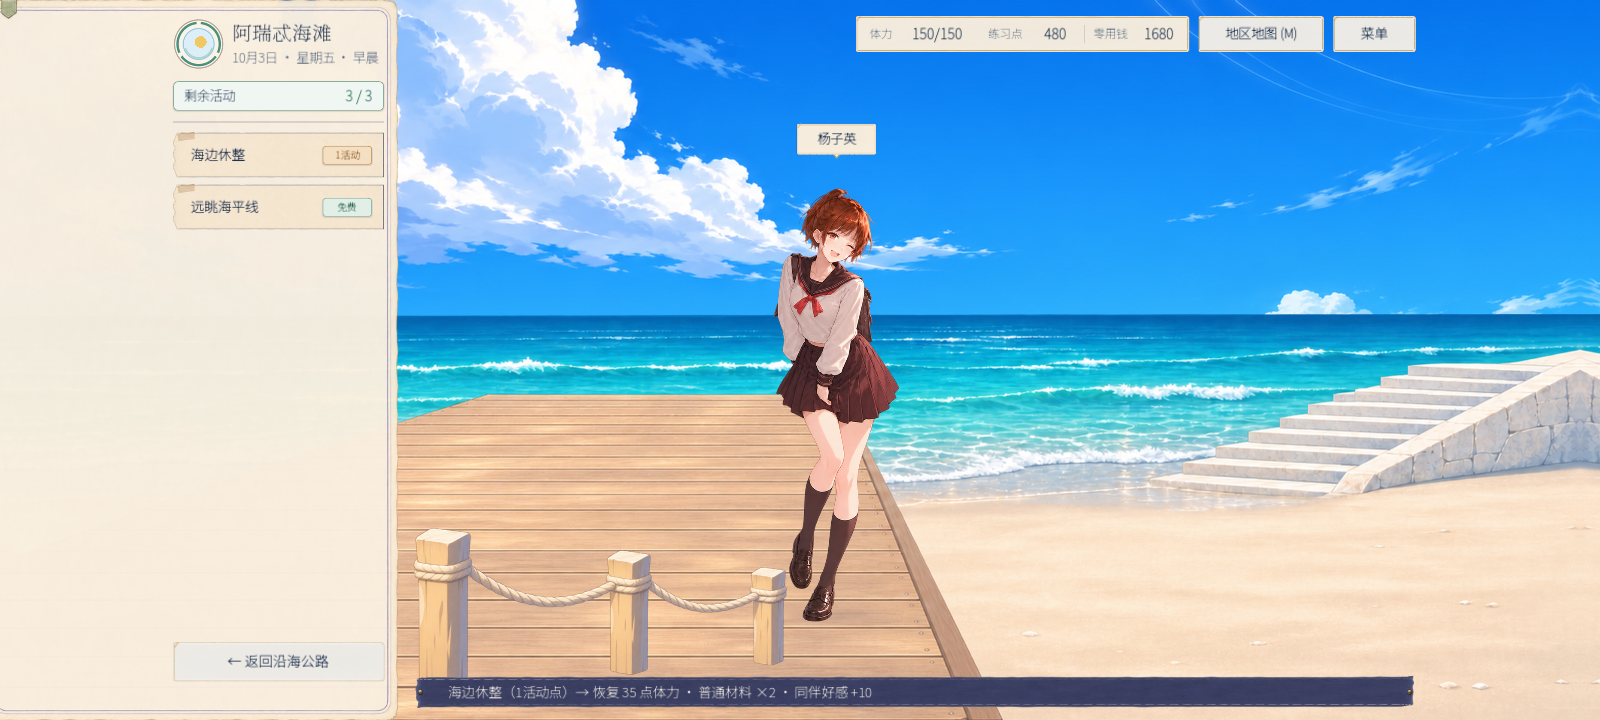 阿瑞忒海滩
10月3日 · 星期五 · 早晨
剩余活动 3 / 3
海边休整 1活动
远眺海平线 免费
← 返回沿海公路
体力 150/150 练习点 480 零用钱 1680
地区地图 (M)
菜单
杨子英
海边休整（1活动点）→ 恢复 35 点体力 · 普通材料 ×2 · 同伴好感 +10